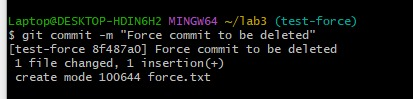 Laptop@DESKTOP-HDIN6H2 MINGW64 ~/lab3 (test-force)
$ git commit -m "Force commit to be deleted"
[test-force 8f487a0] Force commit to be deleted
 1 file changed, 1 insertion(+)
 create mode 100644 force.txt